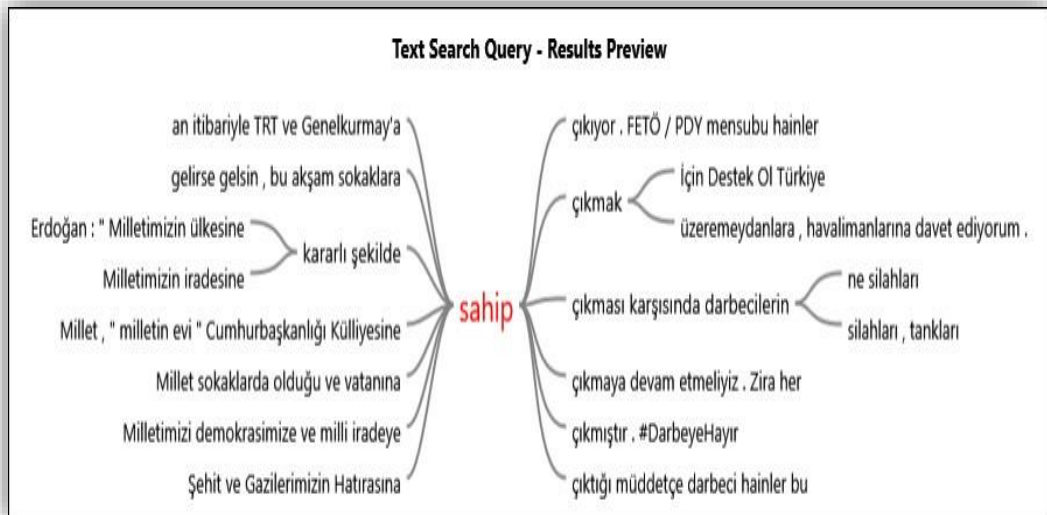 Text Search Query - Results Preview
an itibariyle TRT ve Genelkurmay'a
gelirse gelsin , bu akşam sokaklara
Erdoğan : " Milletimizin ülkesine
Milletimizin iradesine
kararlı şekilde
Millet , " milletin evi " Cumhurbaşkanlığı Külliyesine
Millet sokaklarda olduğu ve vatanına
Milletimizi demokrasimize ve milli iradeye
Şehit ve Gazilerimizin Hatırasına
sahip
çıkıyor . FETÖ / PDY mensubu hainler
çıkmak
İçin Destek Ol Türkiye
üzeremeydanlara , havalimanlarına davet ediyorum .
çıkması karşısında darbecilerin
ne silahları
silahları , tankları
çıkmaya devam etmeliyiz . Zira her
çıkmıştır . #DarbeyeHayır
çıktığı müddetçe darbeci hainler bu